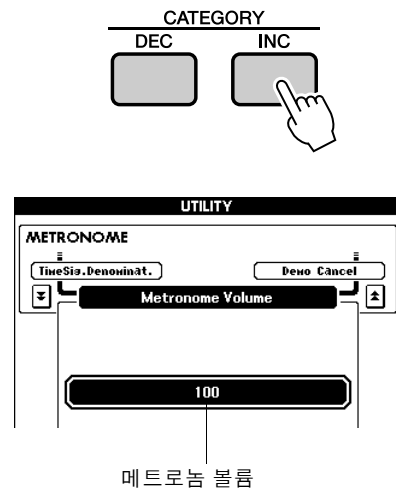 CATEGORY
DEC INC
UTILITY
METRONOME
TimeSig.Denominat. Demo Cancel
Metronome Volume
100
메트로놈 볼륨